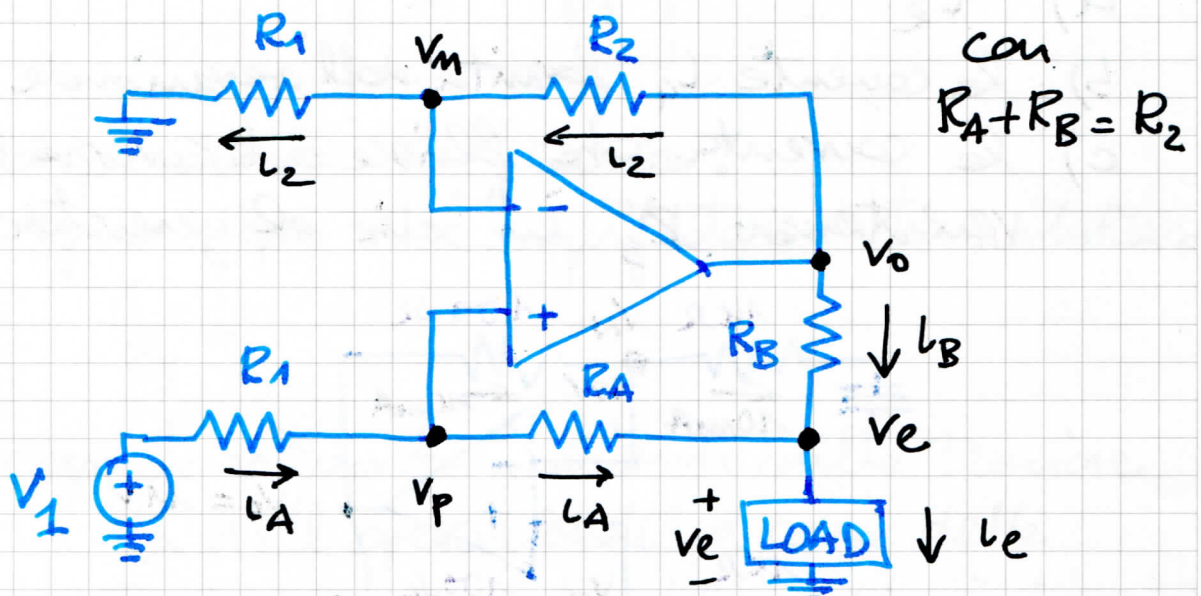 R1
Vm
R2
con
RA+RB = R2
i2
i2
-
+
Vo
RB
iB
R1
RA
Ve
V1
+
iA
Vp
iA
+
Ve
-
LOAD
ie